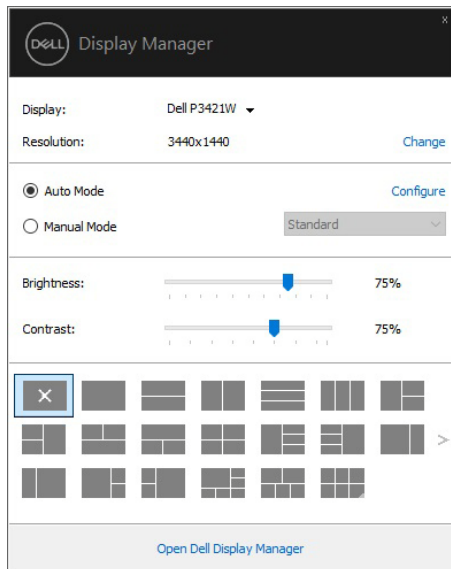 x
DELL Display Manager
Display: Dell P3421W
Resolution: 3440x1440 Change
Auto Mode Configure
Manual Mode Standard
Brightness: 75%
Contrast: 75%
Open Dell Display Manager